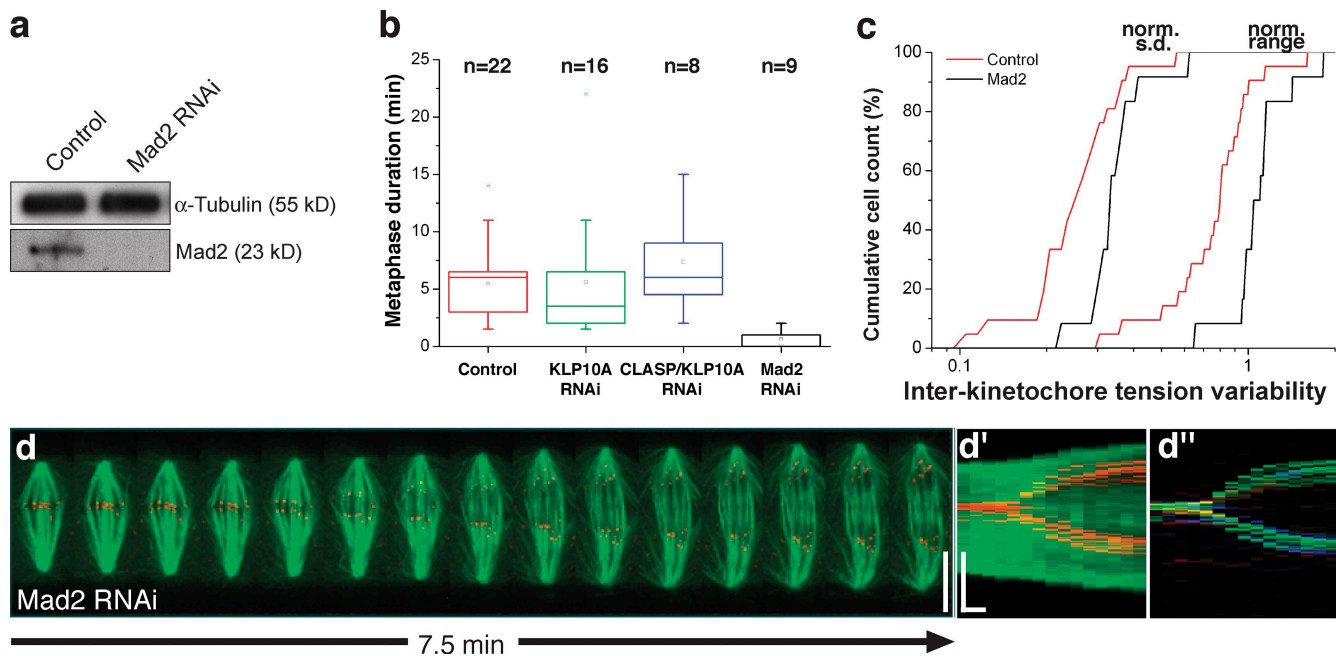 a
Control
Mad2 RNAi
α-Tubulin (55 kD)
Mad2 (23 kD)
b
Metaphase duration (min)
25
20
15
10
5
0
n=22
n=16
n=8
n=9
Control
KLP10A
RNAi
CLASP/KLP10A
RNAi
Mad2
RNAi
c
norm.
s.d.
norm.
range
Control
Mad2
Cumulative cell count (%)
100
80
60
40
20
0
0.1
1
Inter-kinetochore tension variability
d
Mad2 RNAi
d'
d''
7.5 min